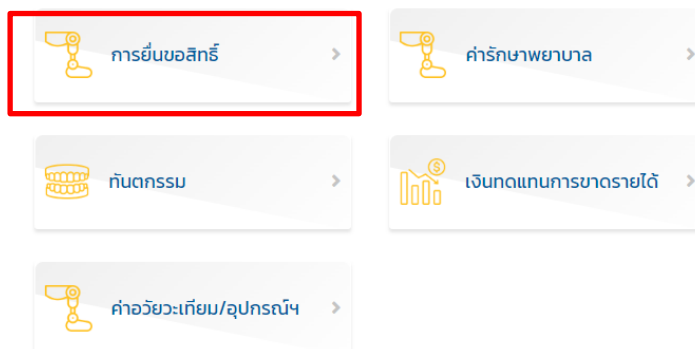 การยื่นขอสิทธิ์
ค่ารักษาพยาบาล
ทันตกรรม
เงินทดแทนการขาดรายได้
ค่าอวัยวะเทียม/อุปกรณ์ฯ